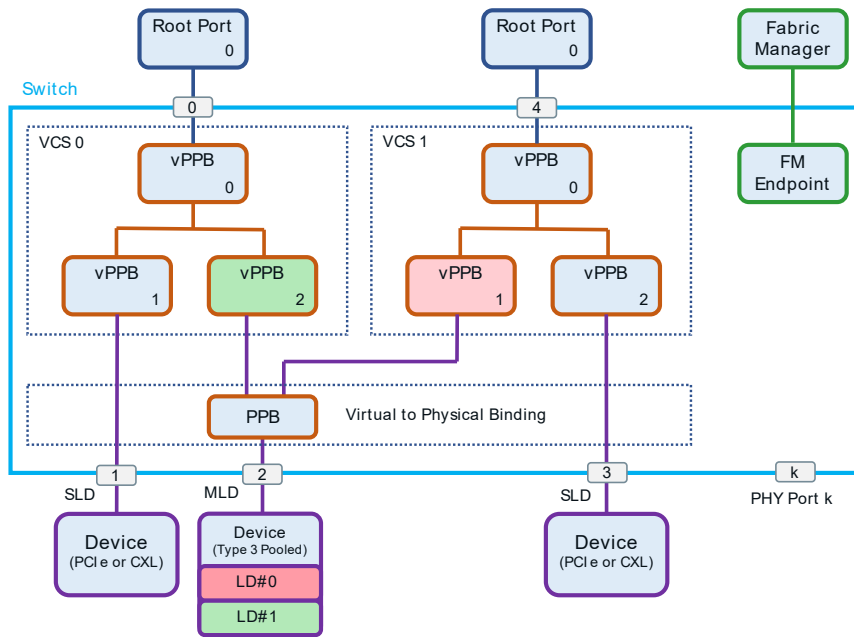 Root Port
0
Root Port
0
Fabric
Manager
Switch
0
4
VCS 0
VCS 1
vPPB
0
vPPB
0
FM
Endpoint
vPPB
1
vPPB
2
vPPB
1
vPPB
2
PPB
Virtual to Physical Binding
1
2
3
k
SLD
MLD
SLD
PHY Port k
Device
(PCIe or CXL)
Device
(Type 3 Pooled)
LD#0
LD#1
Device
(PCIe or CXL)